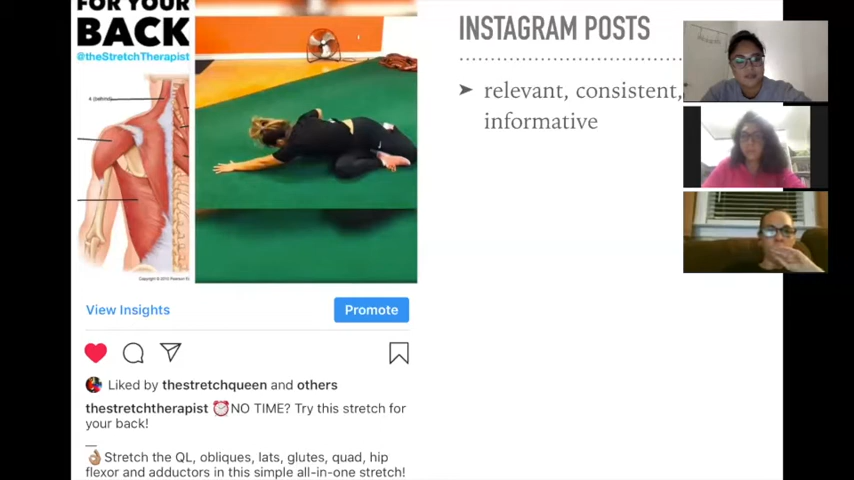 FOR YOUR
BACK
@theStretchTherapist
View Insights
Promote
Liked by thestretchqueen and others
thestretchtherapist ⏰NO TIME? Try this stretch for
your back!
—
👌🏽Stretch the QL, obliques, lats, glutes, quad, hip
flexor and adductors in this simple all-in-one stretch!
INSTAGRAM POSTS
➤ relevant, consistent,
informative